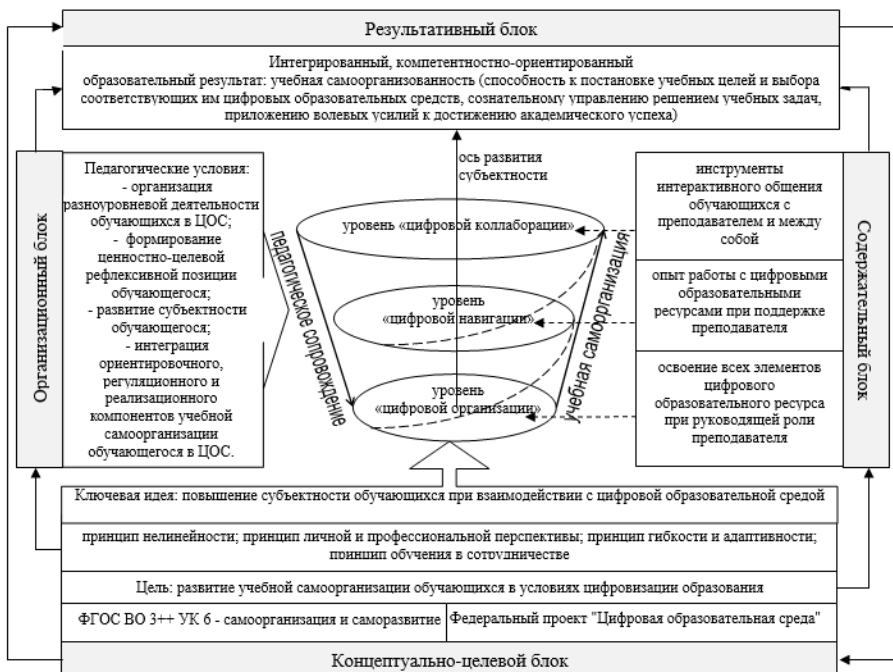 Результативный блок
Интегрированный, компетентностно-ориентированный
образовательный результат: учебная самоорганизованность (способность к постановке учебных целей и выбора
соответствующих им цифровых образовательных средств, сознательному управлению решением учебных задач,
приложению волевых усилий к достижению академического успеха)
Организационный блок
Педагогические условия:
- организация
разноуровневой деятельности
обучающихся в ЦОС;
- формирование
ценностно-целевой
рефлексивной позиции
обучающегося;
- развитие субъектности
обучающегося;
- интеграция
ориентировочного,
регуляционного и
реализационного
компонентов учебной
самоорганизации
обучающегося в ЦОС.
педагогическое сопровождение
ось развития
субъектности
уровень «цифровой коллаборации»
уровень
«цифровой навигации»
уровень
«цифровой организации»
учебная самоорганизация
инструменты
интерактивного общения
обучающихся с
преподавателем и между
собой
опыт работы с цифровыми
образовательными
ресурсами при поддержке
преподавателя
освоение всех элементов
цифрового
образовательного ресурса
при руководящей роли
преподавателя
Содержательный блок
Ключевая идея: повышение субъектности обучающихся при взаимодействии с цифровой образовательной средой
принцип нелинейности; принцип личной и профессиональной перспективы; принцип гибкости и адаптивности;
принцип обучения в сотрудничестве
Цель: развитие учебной самоорганизации обучающихся в условиях цифровизации образования
ФГОС ВО 3++ УК 6 - самоорганизация и саморазвитие
Федеральный проект "Цифровая образовательная среда"
Концептуально-целевой блок